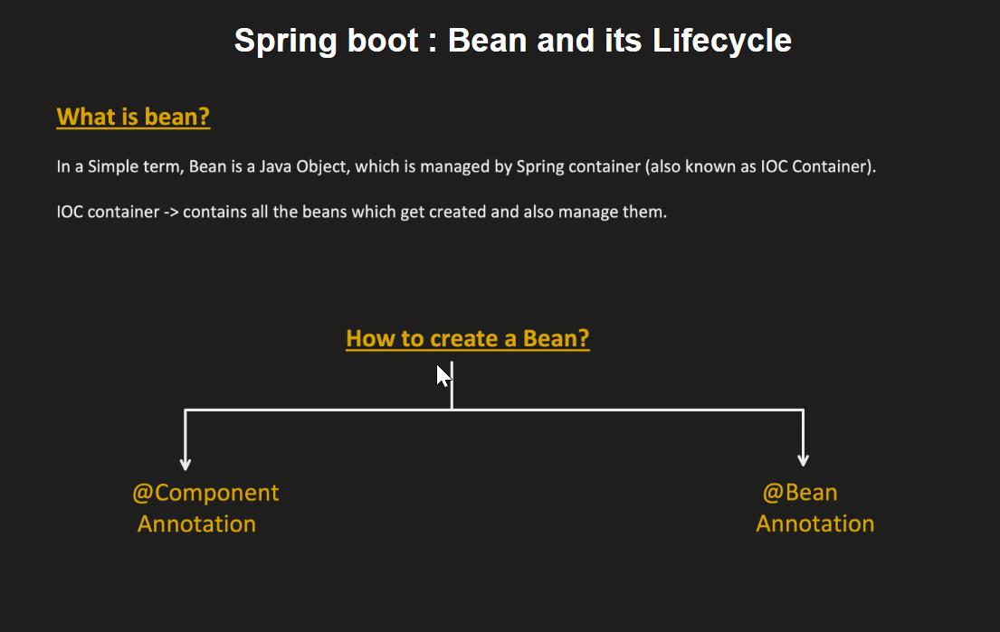 Spring boot : Bean and its Lifecycle
What is bean?
In a Simple term, Bean is a Java Object, which is managed by Spring container (also known as IOC Container).
IOC container -> contains all the beans which get created and also manage them.
How to create a Bean?
@Component
Annotation
@Bean
Annotation